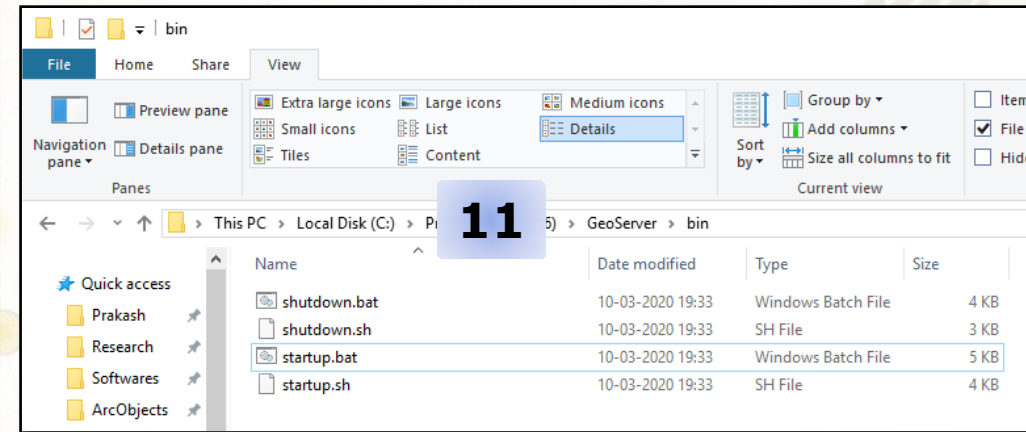 bin
File Home Share View
Preview pane Extra large icons Large icons Medium icons Group by Item
Small icons List Details Add columns File
Navigation pane Details pane Tiles Content Sort by Size all columns to fit Hid
Panes Current view
This PC > Local Disk (C:) > 11 6) > GeoServer > bin
Name Date modified Type Size
Quick access
shutdown.bat 10-03-2020 19:33 Windows Batch File 4 KB
Prakash
shutdown.sh 10-03-2020 19:33 SH File 3 KB
Research
startup.bat 10-03-2020 19:33 Windows Batch File 5 KB
Softwares
startup.sh 10-03-2020 19:33 SH File 4 KB
ArcObjects